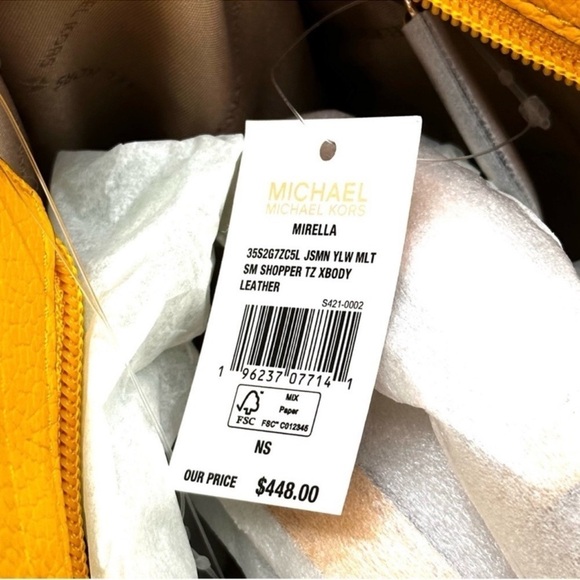 MICHAEL
MICHAEL KORS
MIRELLA
35S2G7ZC5L JSMN YLW MLT
SM SHOPPER TZ XBODY
LEATHER
S421-0002
1 96237 07714 1
MIX
Paper
FSC
FSC™ C012345
NS
OUR PRICE $448.00